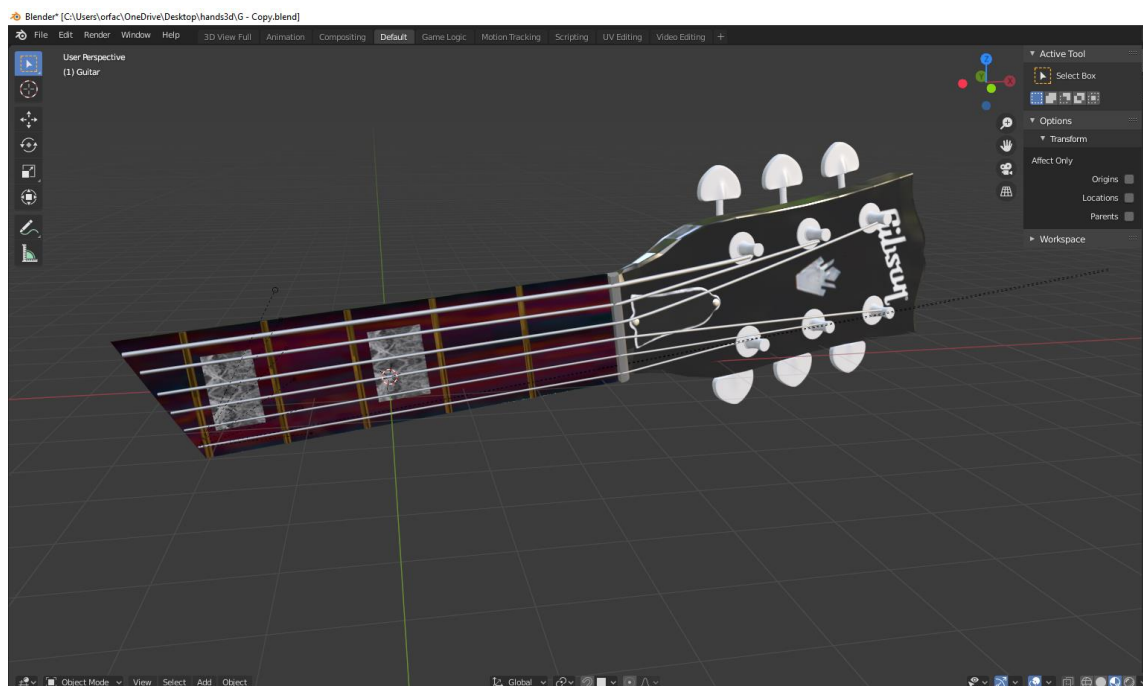 Blender* [C:\Users\orfac\OneDrive\Desktop\hands3d\G - Copy.blend]
File Edit Render Window Help 3D View Full Animation Compositing Default Game Logic Motion Tracking Scripting UV Editing Video Editing +
User Perspective
(1) Guitar
Z
Y
X
Active Tool
Select Box
Options
Transform
Affect Only
Origins
Locations
Parents
Workspace
Gibson
Object Mode View Select Add Object Global